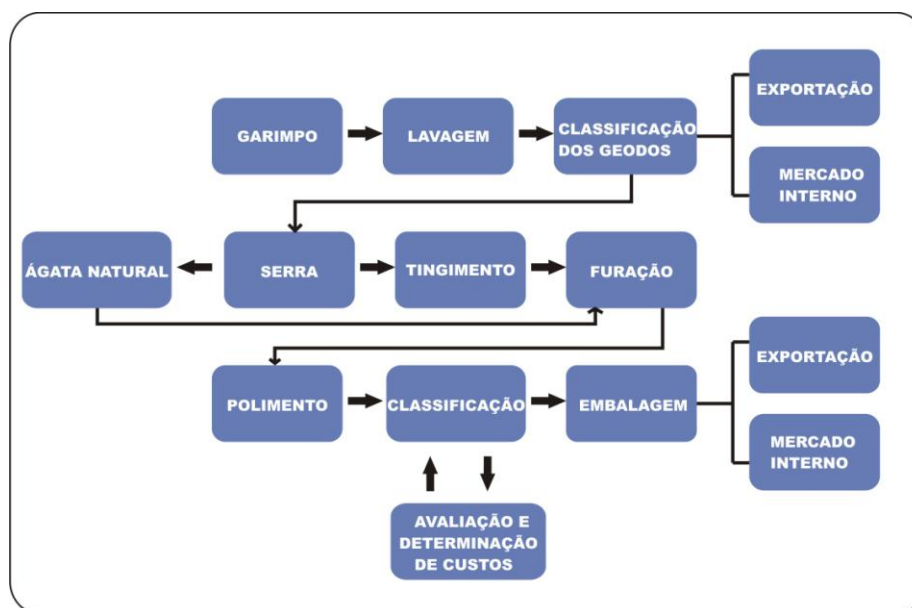 EXPORTAÇÃO
GARIMPO
LAVAGEM
CLASSIFICAÇÃO
DOS GEODOS
MERCADO
INTERNO
ÁGATA NATURAL
SERRA
TINGIMENTO
FURAÇÃO
EXPORTAÇÃO
POLIMENTO
CLASSIFICAÇÃO
EMBALAGEM
MERCADO
INTERNO
AVALIAÇÃO E
DETERMINAÇÃO
DE CUSTOS